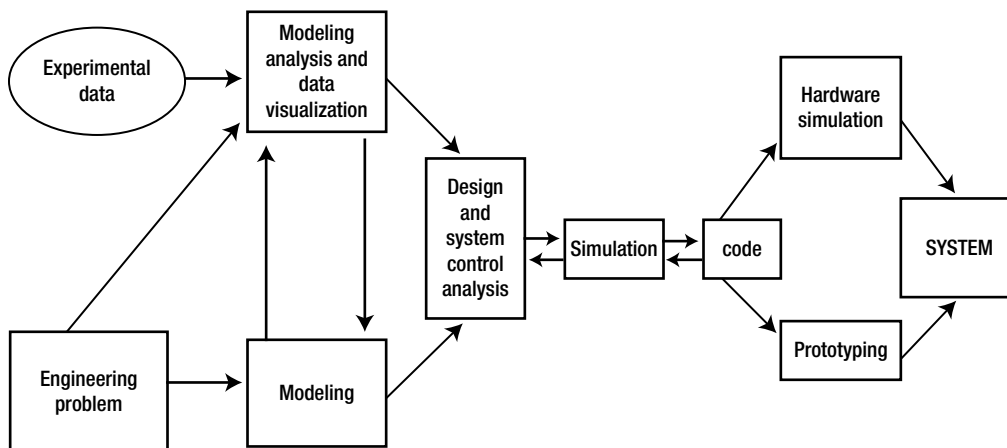 Experimental
data
Modeling
analysis and
data
visualization
Engineering
problem
Modeling
Design
and
system
control
analysis
Simulation
code
Hardware
simulation
Prototyping
SYSTEM